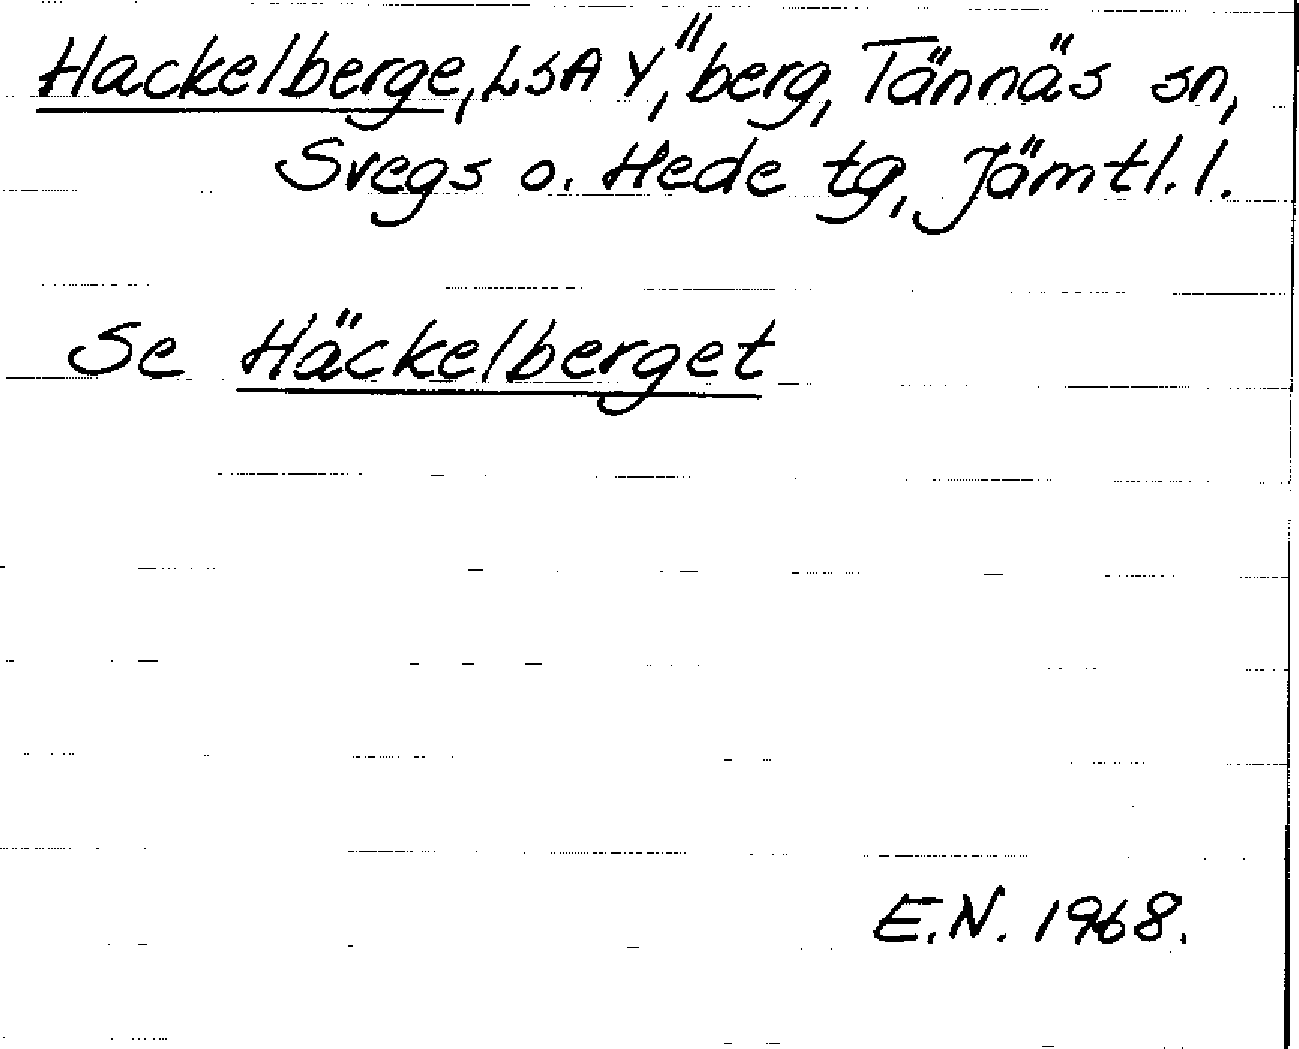 Hackelberge, LSA Y, "berg, Tännäs sn,
Svegs o. Hede tg, Jämtl. l.
Se Häckelberget
E.N. 1968.